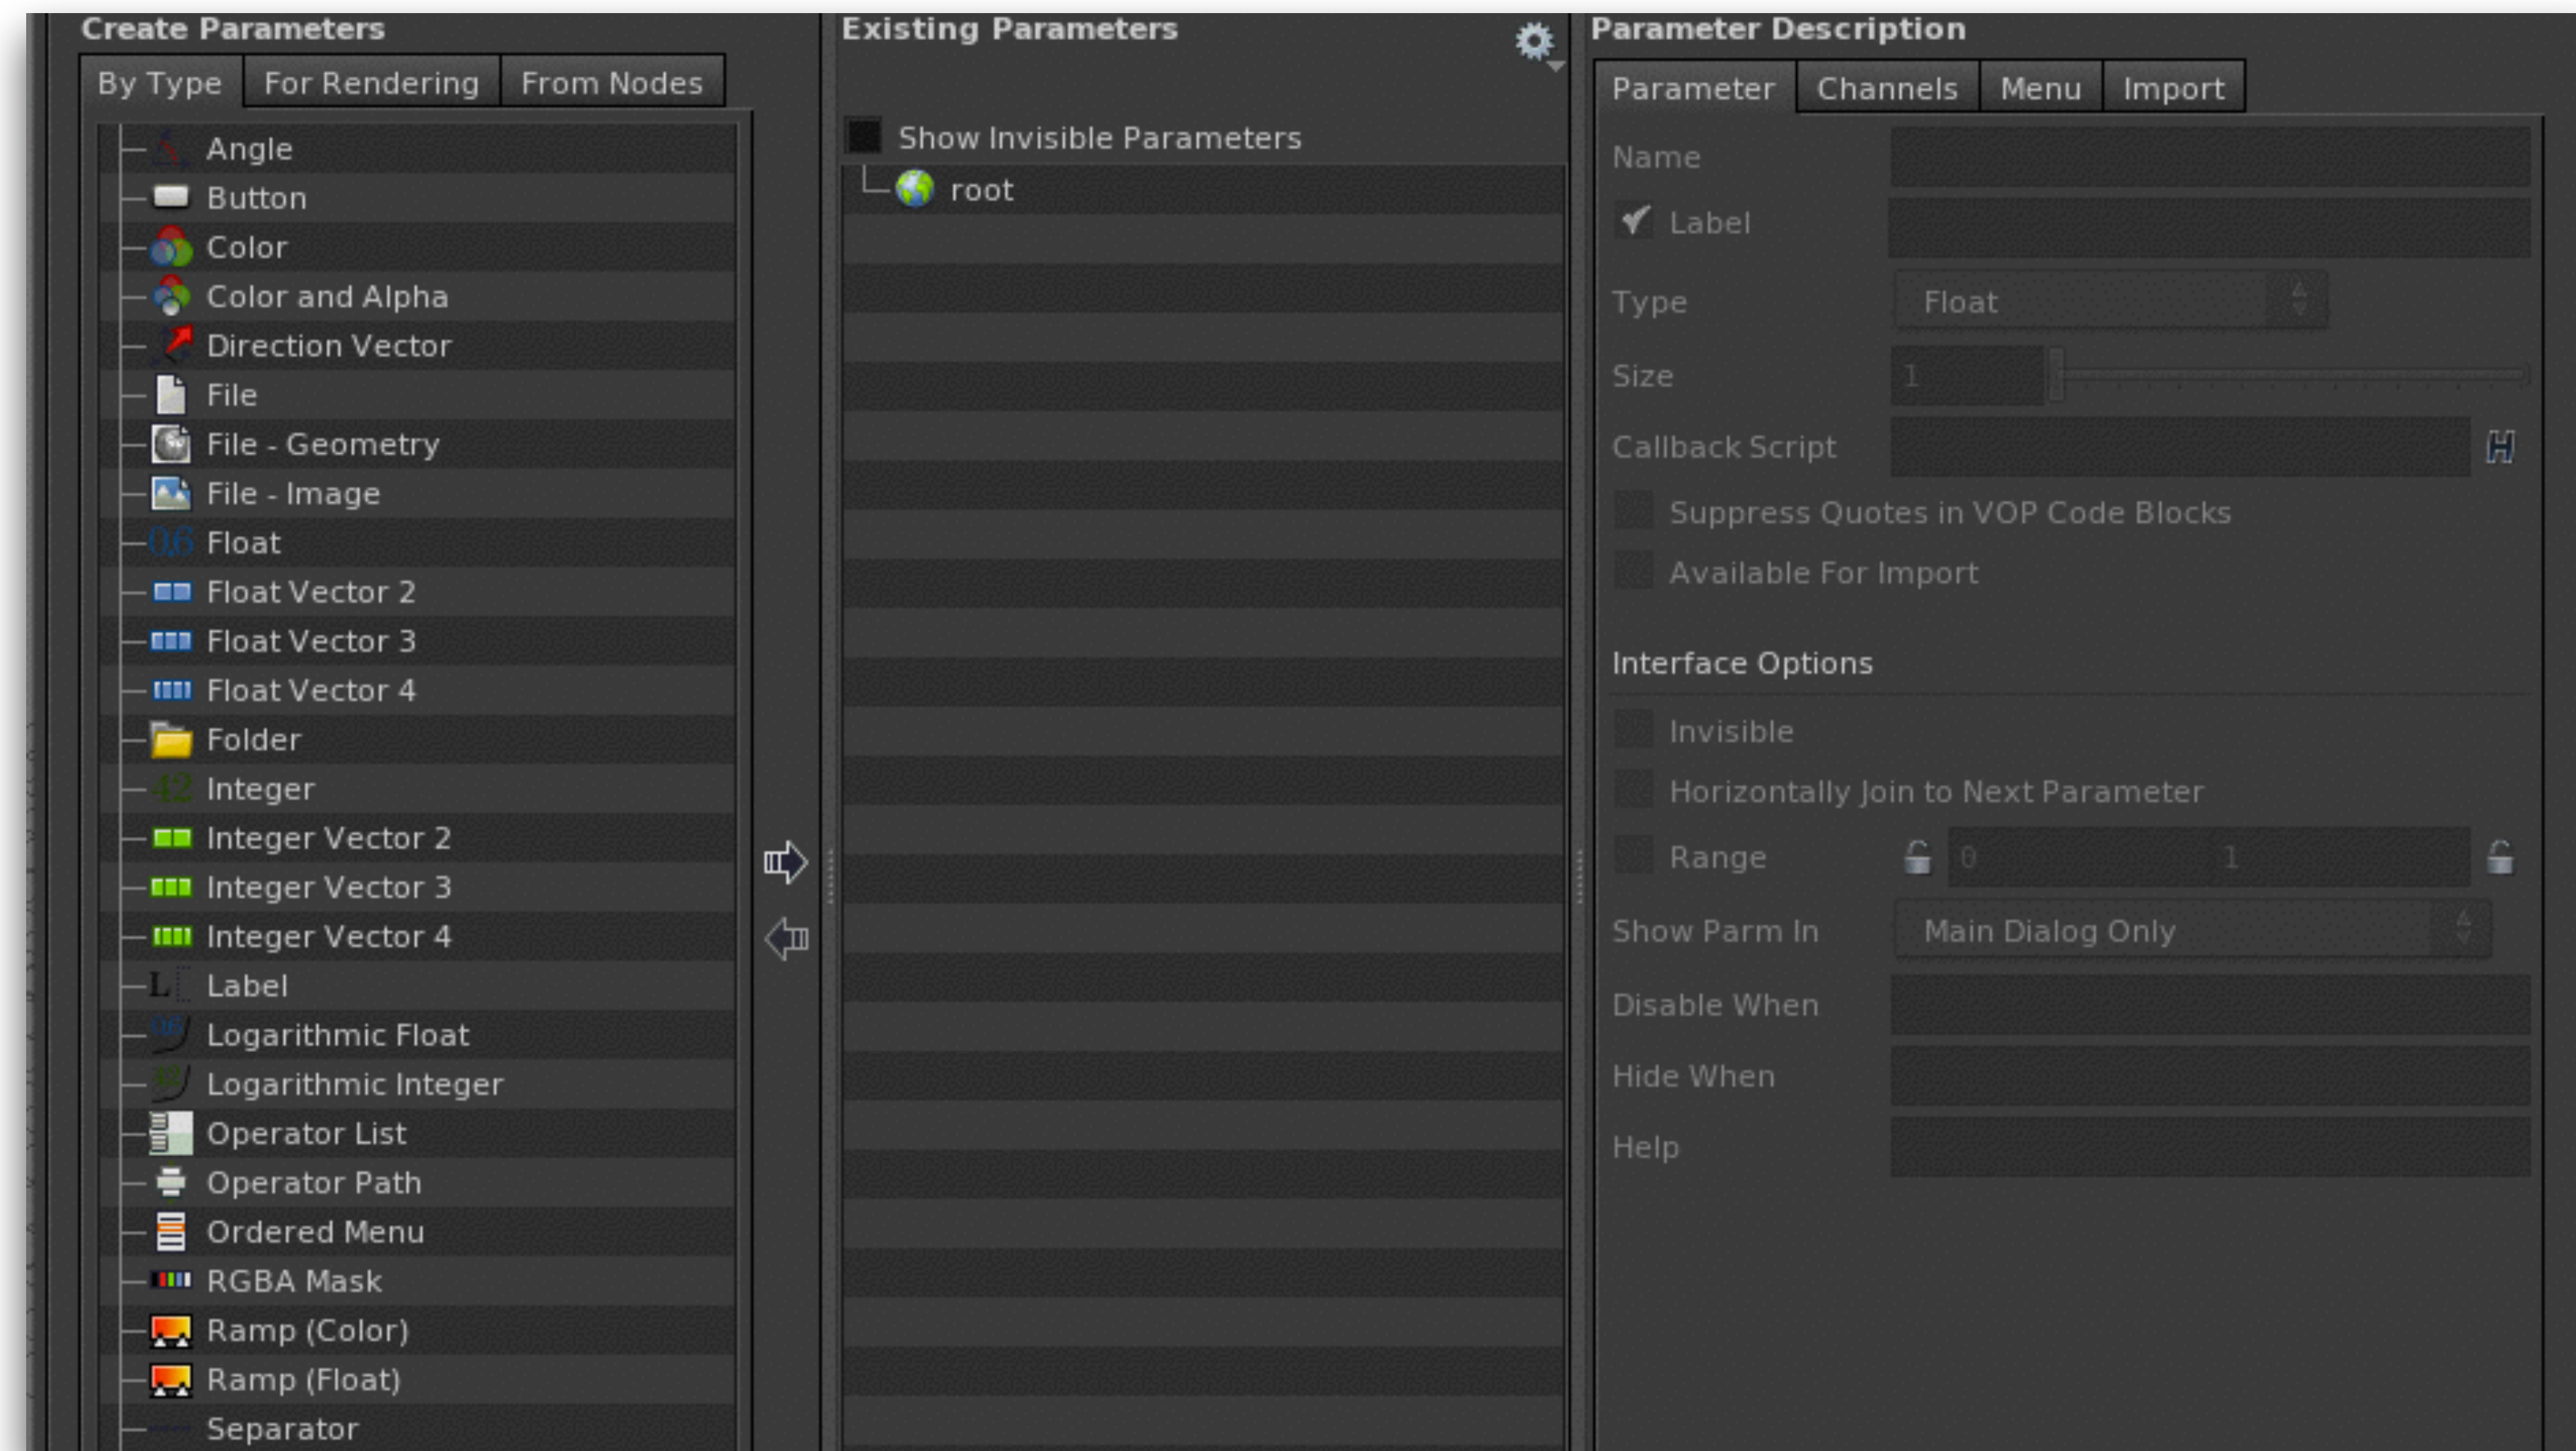 Create Parameters
By Type For Rendering From Nodes
Angle
Button
Color
Color and Alpha
Direction Vector
File
File - Geometry
File - Image
0.6 Float
Float Vector 2
Float Vector 3
Float Vector 4
Folder
42 Integer
Integer Vector 2
Integer Vector 3
Integer Vector 4
L Label
Logarithmic Float
42 Logarithmic Integer
Operator List
Operator Path
Ordered Menu
RGBA Mask
Ramp (Color)
Ramp (Float)
Separator
Existing Parameters
Show Invisible Parameters
root
Parameter Description
Parameter Channels Menu Import
Name
Label
Type Float
Size 1
Callback Script H
Suppress Quotes in VOP Code Blocks
Available For Import
Interface Options
Invisible
Horizontally Join to Next Parameter
Range 0 1
Show Parm In Main Dialog Only
Disable When
Hide When
Help